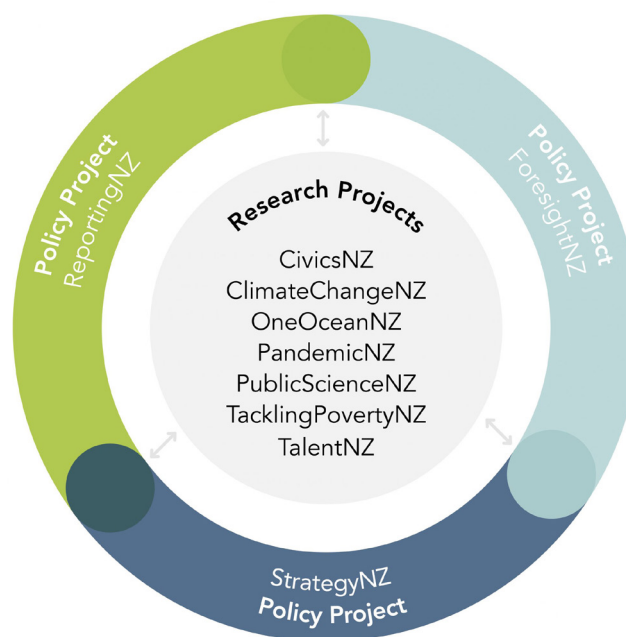 Policy Project
ReportingNZ
Policy Project
ForesightNZ
Research Projects
CivicsNZ
ClimateChangeNZ
OneOceanNZ
PandemicNZ
PublicScienceNZ
TacklingPovertyNZ
TalentNZ
StrategyNZ
Policy Project